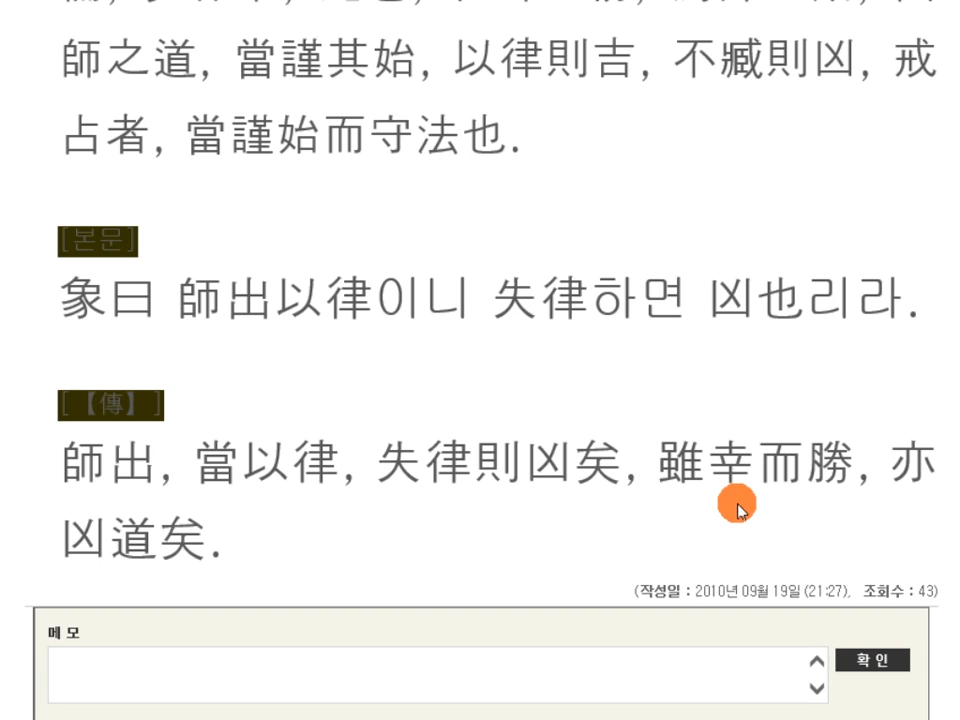 師之道, 當謹其始, 以律則吉, 不臧則凶, 戒
占者, 當謹始而守法也.
[본문]
象曰 師出以律이니 失律하면 凶也리라.
[【傳】]
師出, 當以律, 失律則凶矣, 雖幸而勝, 亦
凶道矣.
(작성일 : 2010년 09월 19일 (21:27), 조회수 : 43)
메 모
확 인